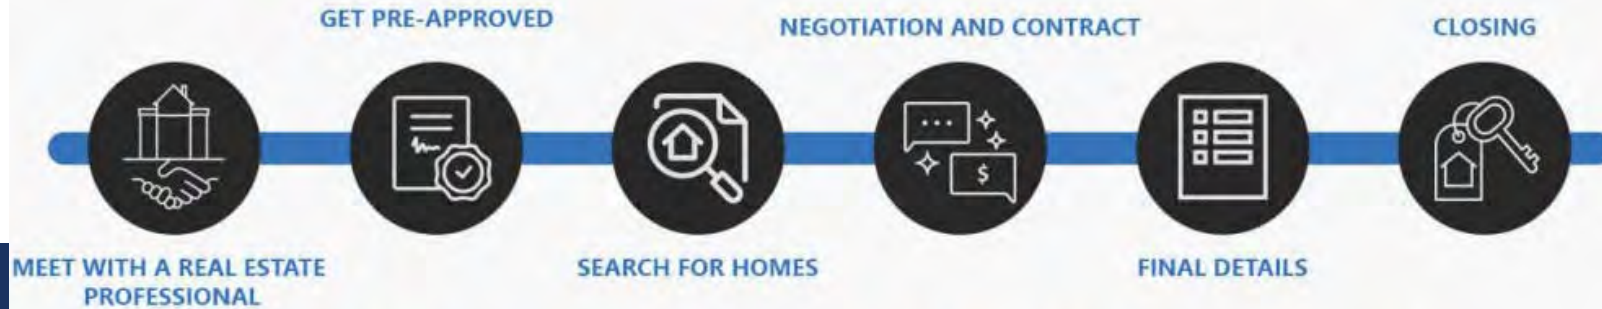 GET PRE-APPROVED
NEGOTIATION AND CONTRACT
CLOSING
$
MEET WITH A REAL ESTATE
PROFESSIONAL
SEARCH FOR HOMES
FINAL DETAILS